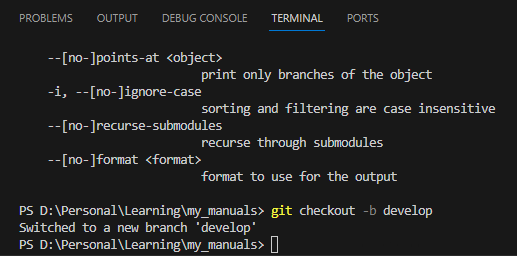 PROBLEMS OUTPUT DEBUG CONSOLE TERMINAL PORTS
--[no-]points-at <object>
print only branches of the object
-i, --[no-]ignore-case
sorting and filtering are case insensitive
--[no-]recurse-submodules
recurse through submodules
--[no-]format <format>
format to use for the output
PS D:\Personal\Learning\my_manuals> git checkout -b develop
Switched to a new branch 'develop'
PS D:\Personal\Learning\my_manuals>